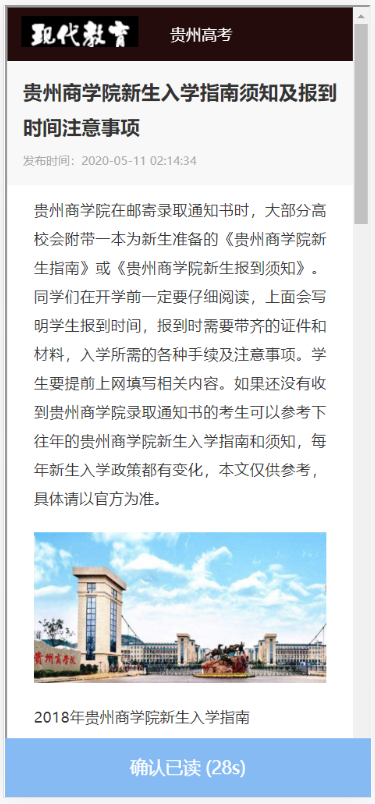 现代教育 贵州高考
贵州商学院新生入学指南须知及报到
时间注意事项
发布时间：2020-05-11 02:14:34
贵州商学院在邮寄录取通知书时，大部分高
校会附带一本为新生准备的《贵州商学院新
生指南》或《贵州商学院新生报到须知》。
同学们在开学前一定要仔细阅读，上面会写
明学生报到时间，报到时需要带齐的证件和
材料，入学所需的各种手续及注意事项。学
生要提前上网填写相关内容。如果还没有收
到贵州商学院录取通知书的考生可以参考下
往年的贵州商学院新生入学指南和须知，每
年新生入学政策都有变化，本文仅供参考，
具体请以官方为准。
贵州商学院
2018年贵州商学院新生入学指南
确认已读 (28s)